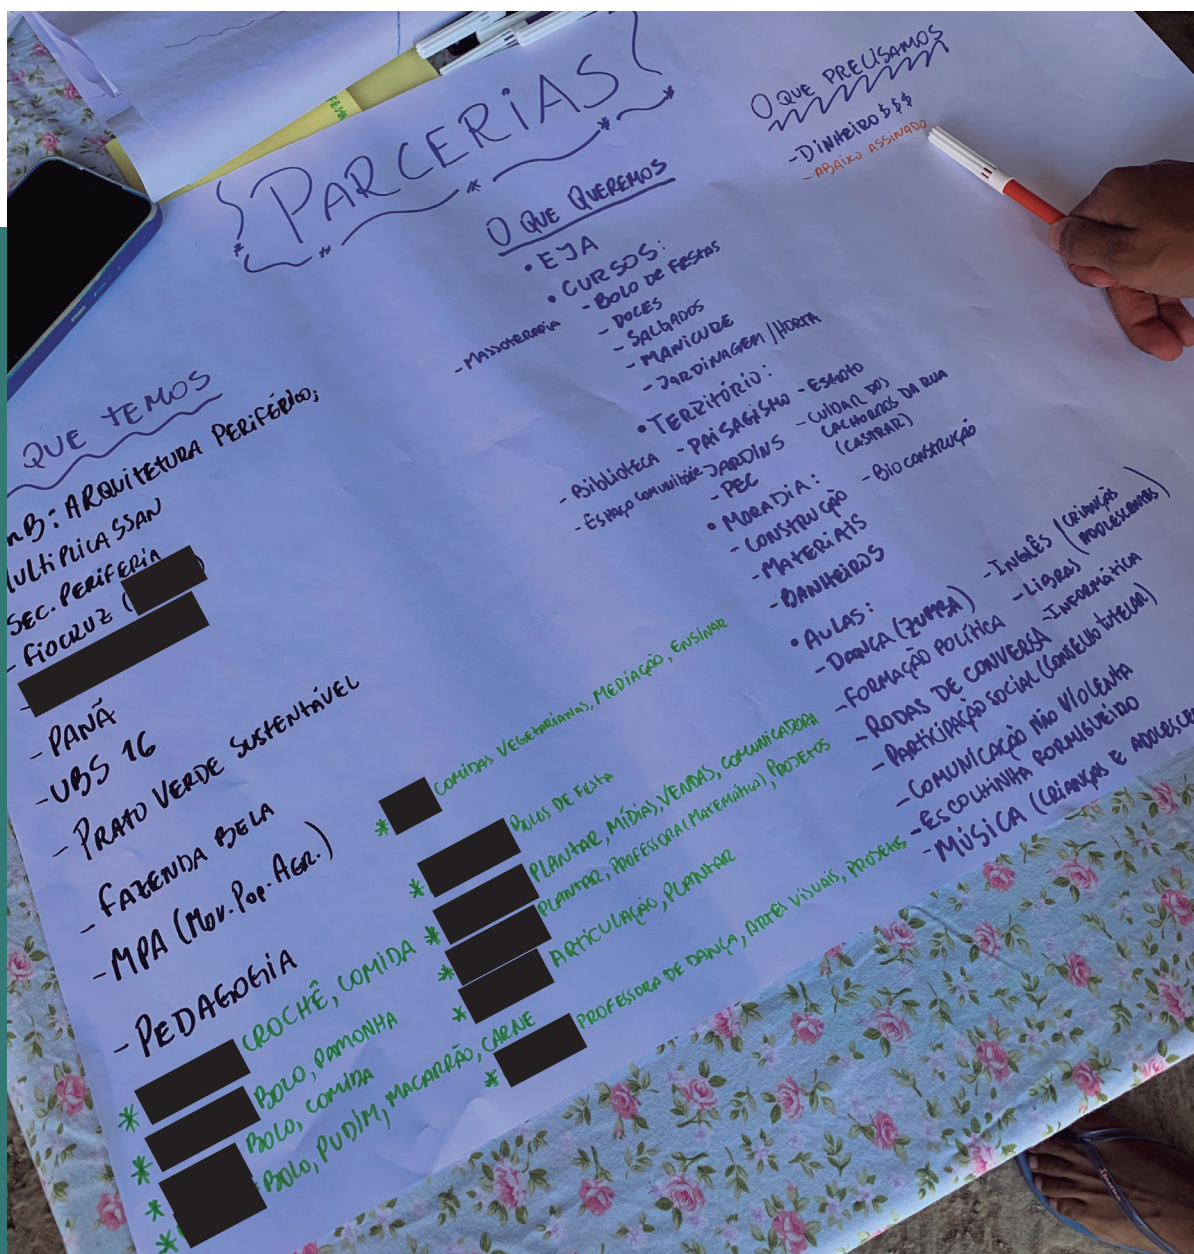 PARCERIAS
QUE TEMOS
nB: ARQUITETURA PERIFÉRICO;
MULTIPLICA SSAN
SEC. PERIFERIA
- FIOCRUZ (
-
- PANÃ
- UBS 16
- PRATO VERDE SUSTENTÁVEL
- FAZENDA BELA
- MPA (MOV. POP. AGR.)
- PEDAGOGIA
* CROCHÊ, COMIDA
* BOLO, PAMONHA
* BOLO, COMIDA
* BOLO, PUDIM, MACARRÃO, CARNE
* COMIDAS VEGETARIANAS, MEDIAÇÃO, ENSINAR
* BOLOS DE FESTA
* PLANTAR, MÍDIAS, VENDAS, COMUNICADORA
* PLANTAR, PROFESSORA (MATEMÁTICA) PROJETOS
* ARTICULAÇÃO, PLANTAR
* PROFESSORA DE DANÇA, ARTES VISUAIS, PROJETOS
O QUE QUEREMOS
• EJA
• CURSOS:
- BOLO DE FESTAS
- DOCES
- MASSOTERAPIA
- SALGADOS
- MANICURE
- JARDINAGEM / HORTA
• TERRITÓRIO:
- PAISAGISMO - ESGOTO
- BIBLIOTECA - JARDINS - CUIDAR DOS CACHORROS DA RUA (CASTRAR)
- ESPAÇO COMUNITÁRIO - PEC
• MORADIA: - BIOCONSTRUÇÃO
- CONSTRUÇÃO
- MATERIAIS
- BANHEIROS
• AULAS:
- DANÇA (ZUMBA) - INGLÊS (CRIANÇAS ADOLESCENTES)
- FORMAÇÃO POLÍTICA - LIBRAS
- RODAS DE CONVERSA - INFORMÁTICA
- PARTICIPAÇÃO SOCIAL (CONSELHO TUTELAR)
- COMUNICAÇÃO NÃO VIOLENTA
- ESCOLINHA FORMIGUEIRO
- MÚSICA (CRIANÇAS E ADOLESCE
O QUE PRECISAMOS
- DINHEIRO $$$
- ABAIXO ASSINADO